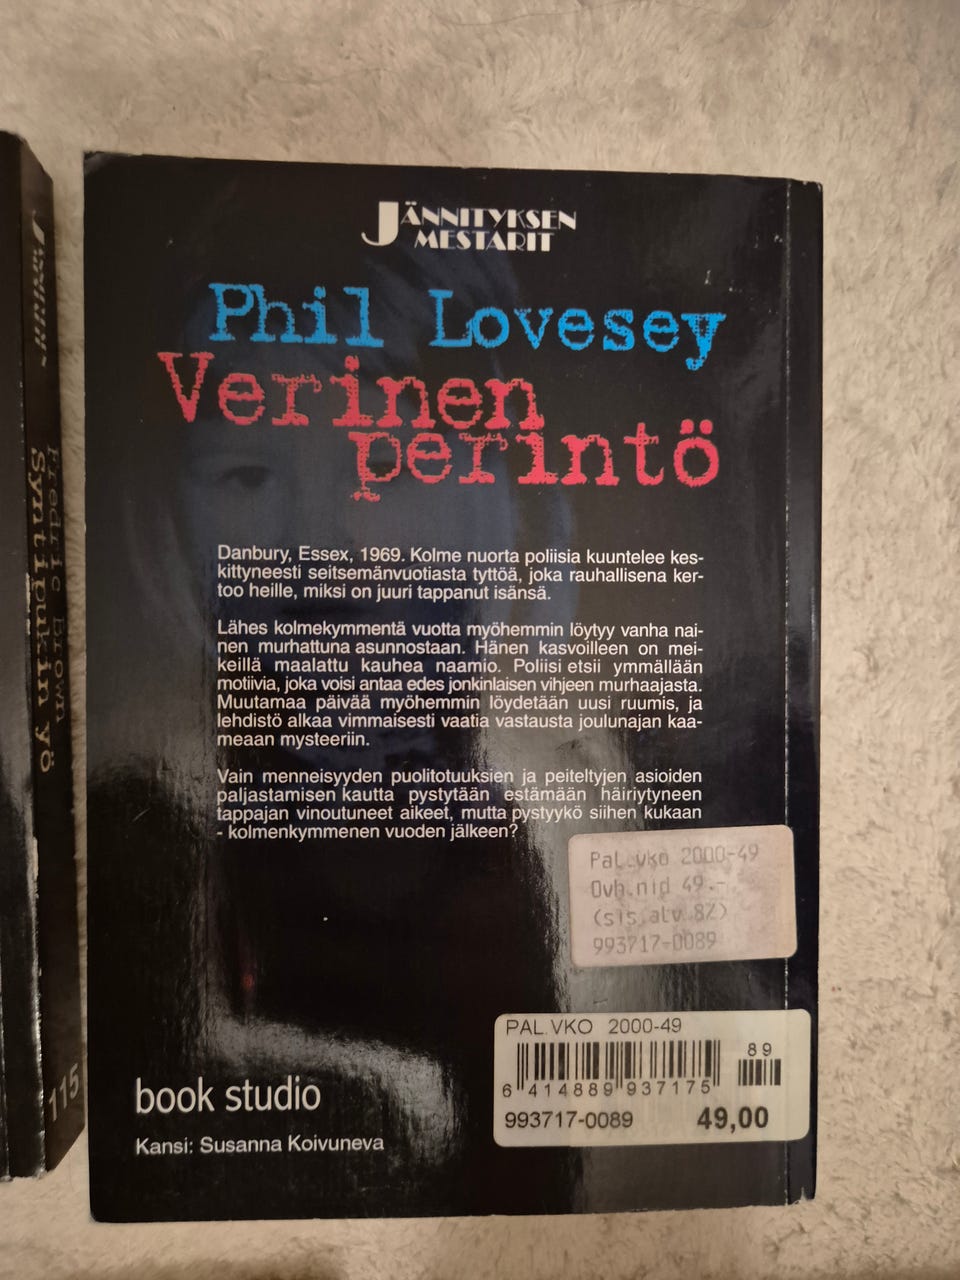 JÄNNITYKSEN
MESTARIT
Phil Lovesey
Verinen
perintö
Danbury, Essex, 1969. Kolme nuorta poliisia kuuntelee kes-
kittyneesti seitsemänvuotiasta tyttöä, joka rauhallisena ker-
too heille, miksi on juuri tappanut isänsä.
Lähes kolmekymmentä vuotta myöhemmin löytyy vanha nai-
nen murhattuna asunnostaan. Hänen kasvoilleen on mei-
keillä maalattu kauhea naamio. Poliisi etsii ymmällään
motiivia, joka voisi antaa edes jonkinlaisen vihjeen murhaajasta.
Muutamaa päivää myöhemmin löydetään uusi ruumis, ja
lehdistö alkaa vimmaisesti vaatia vastausta joulunajan kaa-
meaan mysteeriin.
Vain menneisyyden puolitotuuksien ja peiteltyjen asioiden
paljastamisen kautta pystytään estämään häiriytyneen
tappajan vinoutuneet aikeet, mutta pystyykö siihen kukaan
- kolmenkymmenen vuoden jälkeen?
Pal.vko 2000-49
Ovh.nid 49.-
(sis.alv.8%)
993717-0089
PAL.VKO 2000-49
89
6 414889 937175
993717-0089 49,00
book studio
Kansi: Susanna Koivuneva
Fredric Brown
Syntipukin yö
115